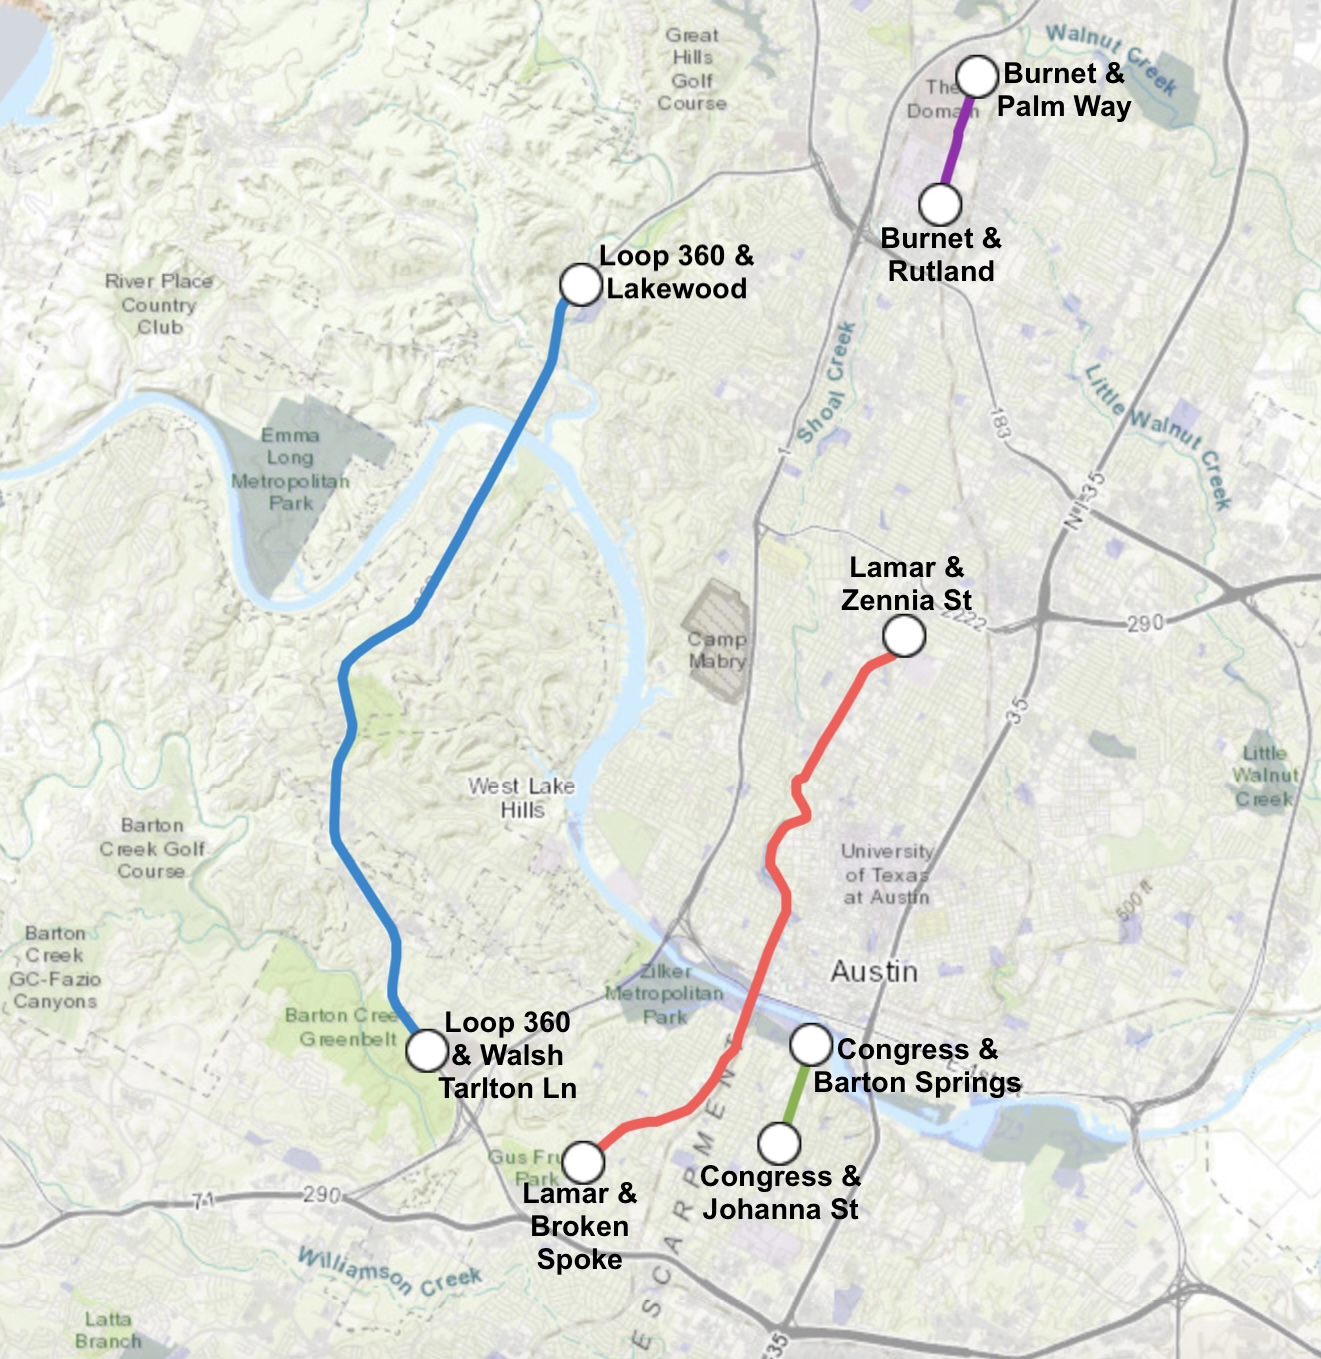 Great
Hills
Golf
Course
Walnut Creek
The
Domain
Burnet &
Palm Way
Burnet &
Rutland
Loop 360 &
Lakewood
River Place
Country
Club
Shoal Creek
Little Walnut Creek
183
1
N I-35
Emma
Long
Metropolitan
Park
Lamar &
Zennia St
2222
290
Camp
Mabry
35
West Lake
Hills
Little
Walnut
Creek
Barton
Creek Golf
Course
University
of Texas
at Austin
500 ft
Barton
Creek
GC-Fazio
Canyons
Zilker
Metropolitan
Park
Austin
Barton Cree
Greenbelt
Loop 360
& Walsh
Tarlton Ln
Congress &
Barton Springs
Gus Fru
Park
Lamar &
Broken
Spoke
Congress &
Johanna St
71
290
Williamson Creek
ESCARPMENT
Latta
Branch
35